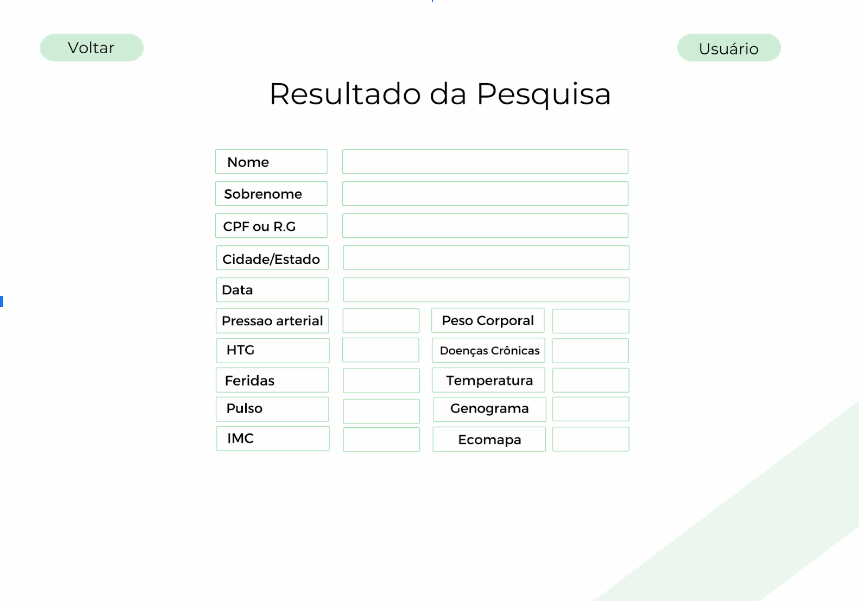 Voltar
Usuário
Resultado da Pesquisa
Nome
Sobrenome
CPF ou R.G
Cidade/Estado
Data
Pressao arterial
Peso Corporal
HTG
Doenças Crônicas
Feridas
Temperatura
Pulso
Genograma
IMC
Ecomapa